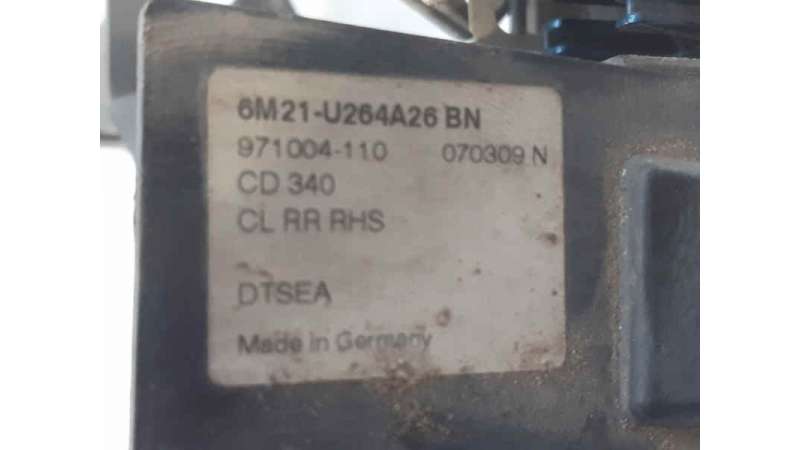 6M21-U264A26 BN
971004-110 070309 N
CD 340
CL RR RHS
DTSEA
Made in Germany